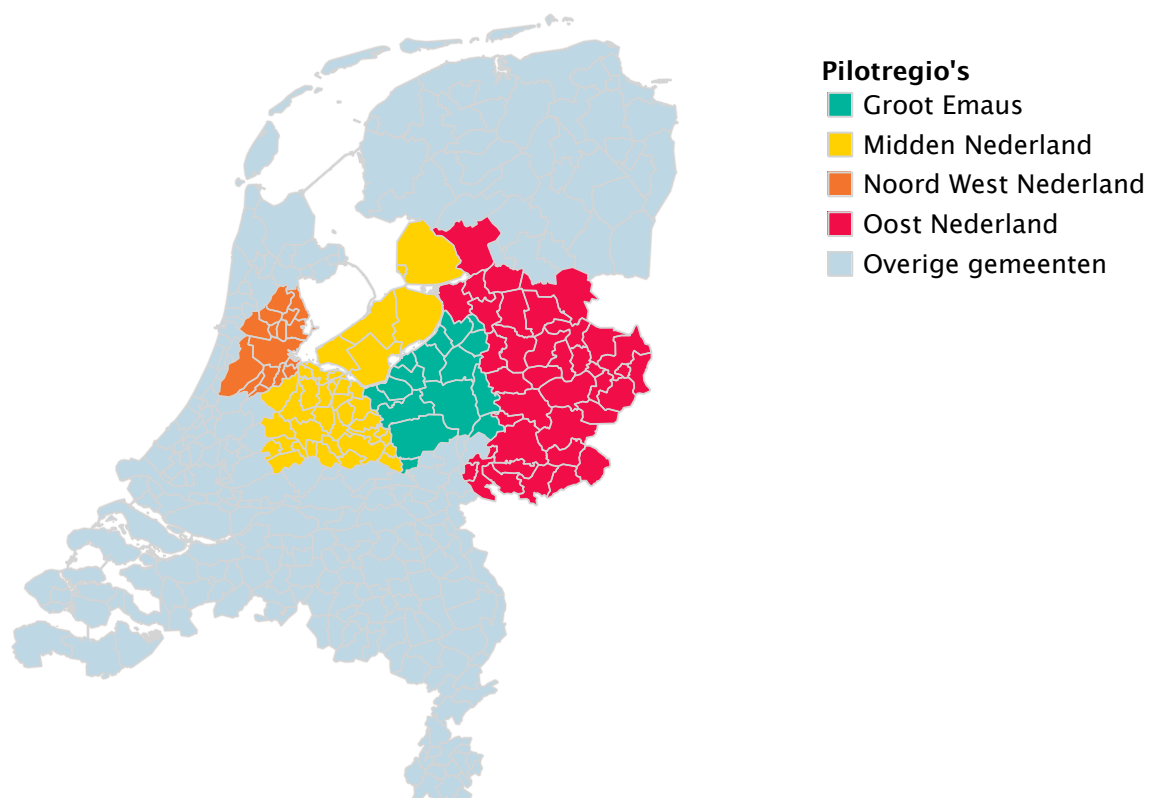 Pilotregio's
Groot Emaus
Midden Nederland
Noord West Nederland
Oost Nederland
Overige gemeenten